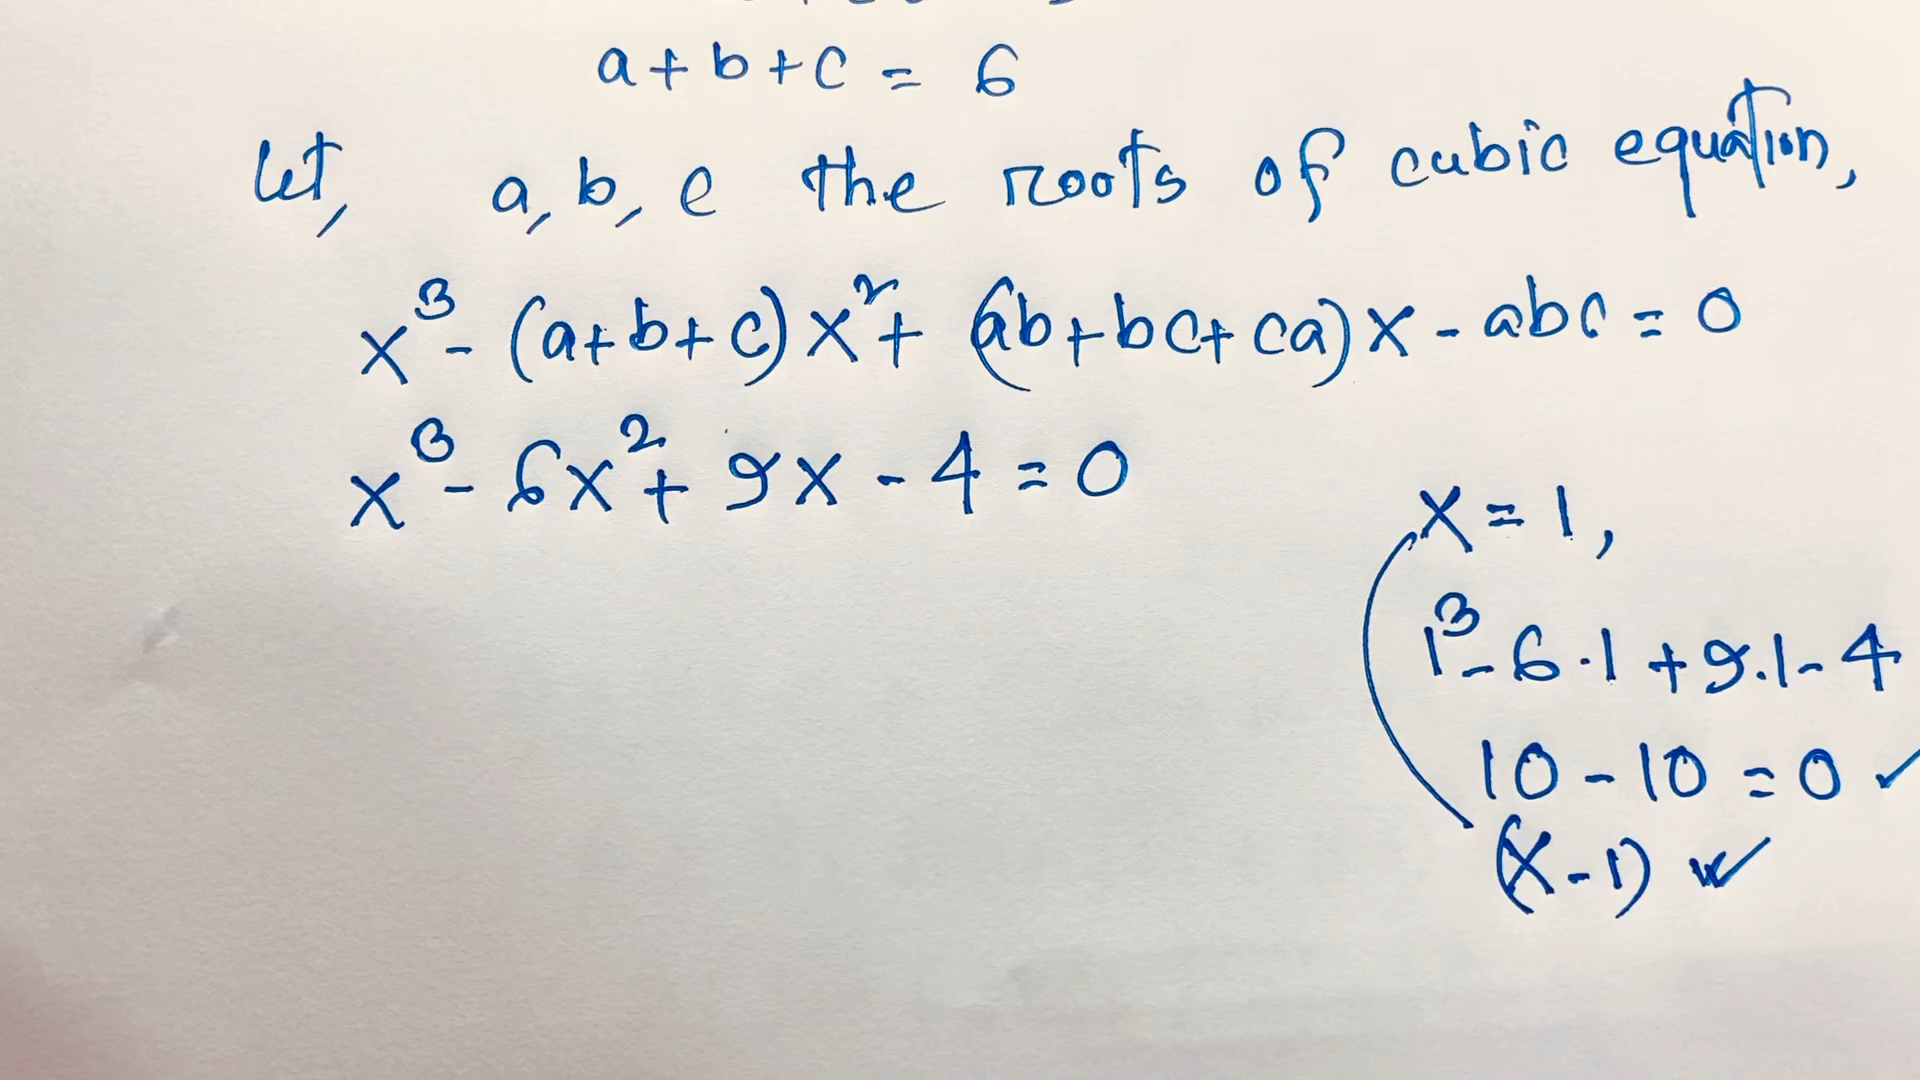 a+b+c = 6
let, a, b, c the roots of cubic equation,
x³ - (a+b+c)x² + (ab+bc+ca)x - abc = 0
x³ - 6x² + 9x - 4 = 0
x = 1,
1³ - 6·1 + 9·1 - 4
10 - 10 = 0 ✓
(x-1) ✓